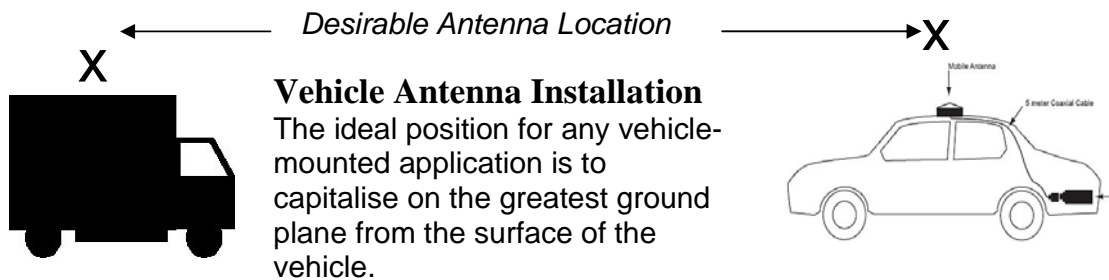 Desirable Antenna Location
X
X
Mobile Antenna
5 meter Coaxial Cable
Vehicle Antenna Installation
The ideal position for any vehicle-
mounted application is to
capitalise on the greatest ground
plane from the surface of the
vehicle.